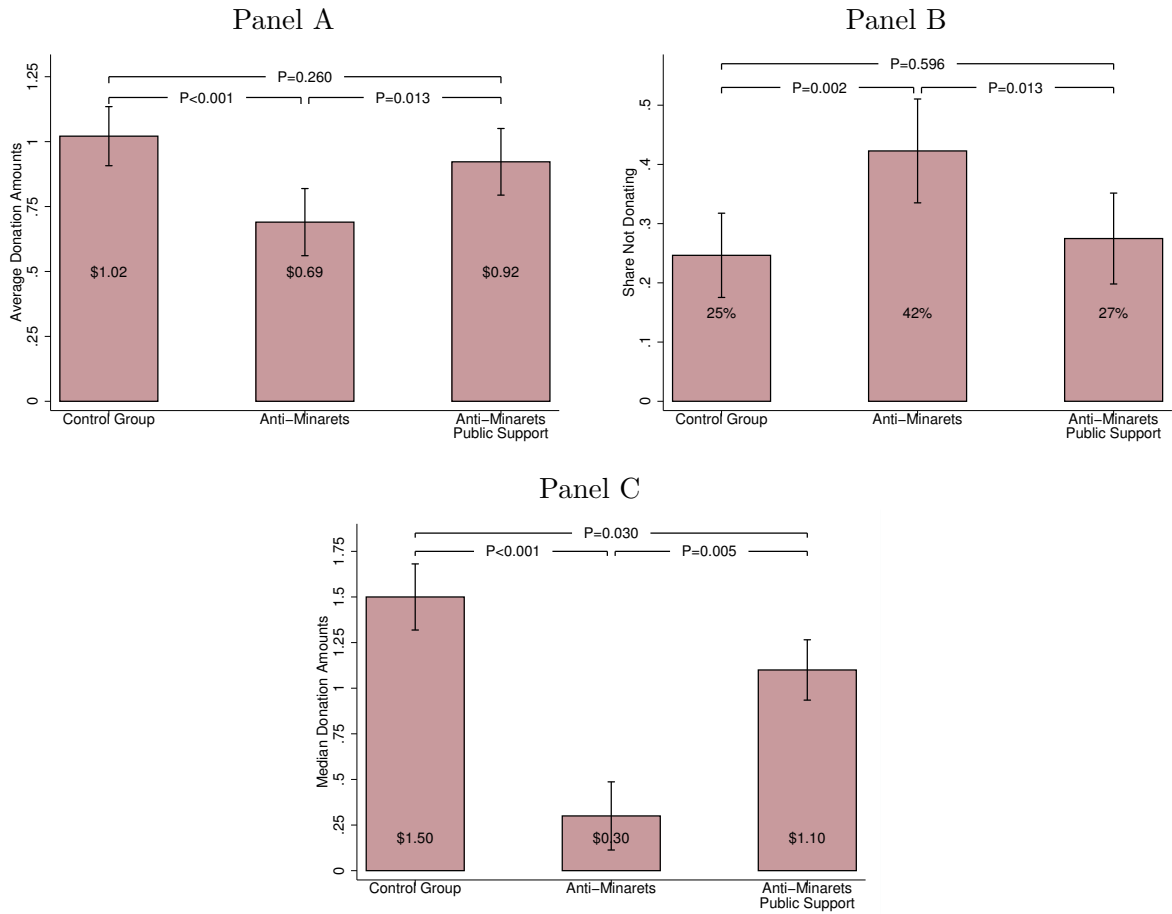 Panel A
Average Donation Amounts
0
.25
.5
.75
1
1.25
P=0.260
P<0.001
P=0.013
$1.02
$0.69
$0.92
Control Group
Anti−Minarets
Anti−Minarets
Public Support
Panel B
Share Not Donating
0
.1
.2
.3
.4
.5
P=0.596
P=0.002
P=0.013
25%
42%
27%
Control Group
Anti−Minarets
Anti−Minarets
Public Support
Panel C
Median Donation Amounts
0
.25
.5
.75
1
1.25
1.5
1.75
P=0.030
P<0.001
P=0.005
$1.50
$0.30
$1.10
Control Group
Anti−Minarets
Anti−Minarets
Public Support